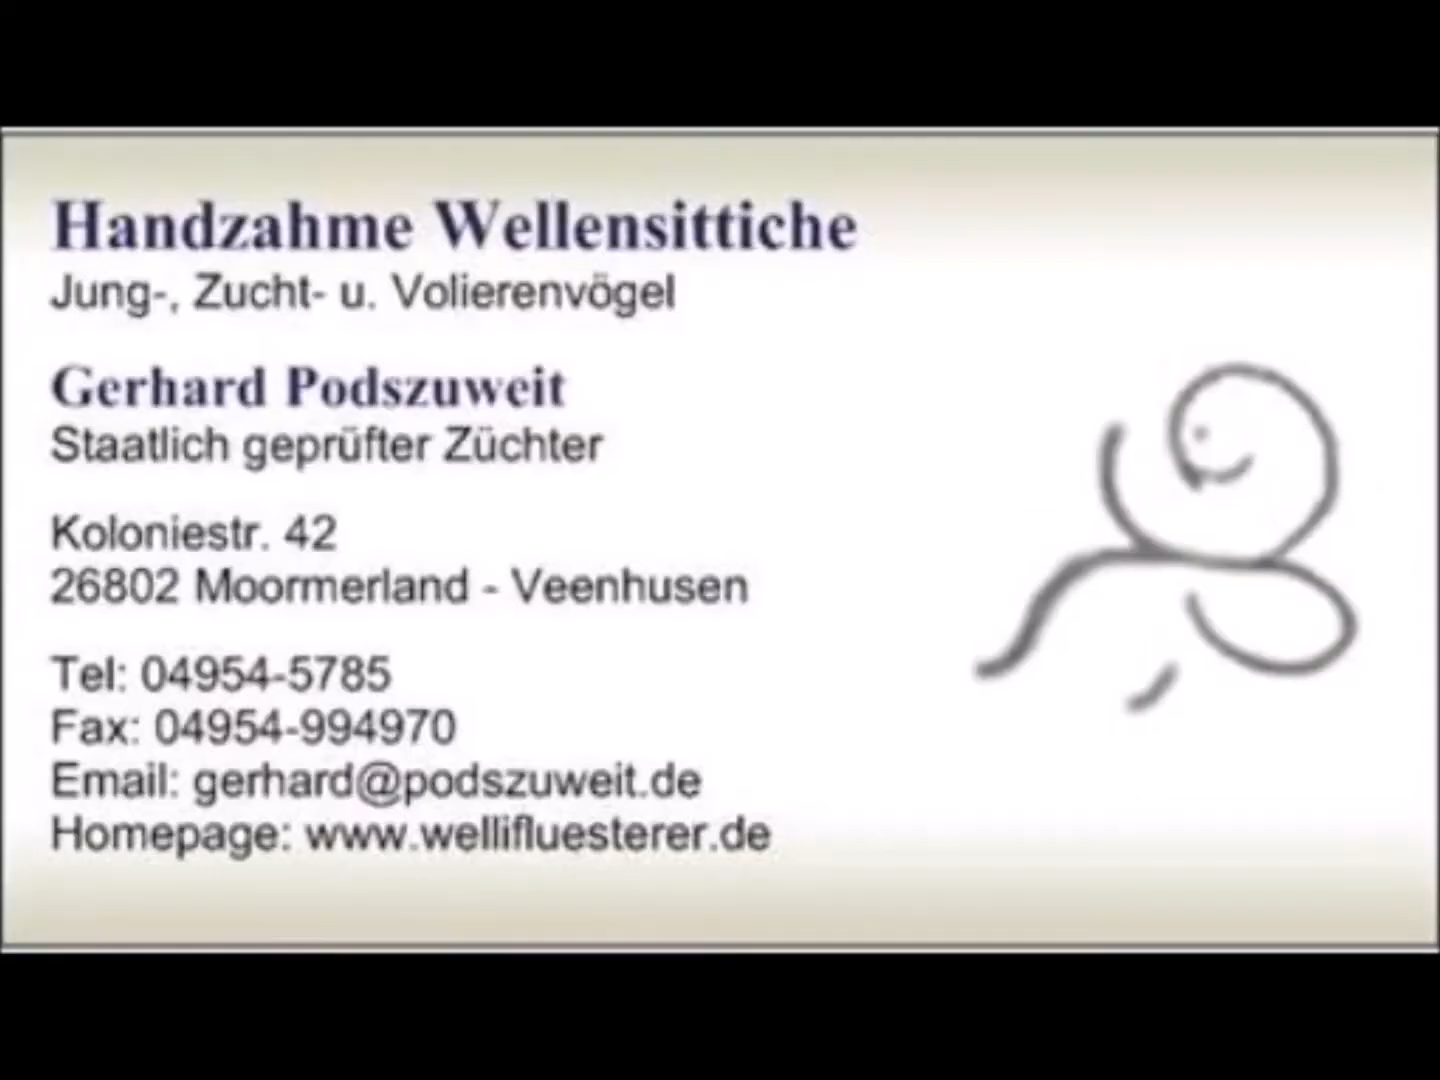 Handzahme Wellensittiche
Jung-, Zucht- u. Volierenvögel
Gerhard Podszuweit
Staatlich geprüfter Züchter
Koloniestr. 42
26802 Moormerland - Veenhusen
Tel: 04954-5785
Fax: 04954-994970
Email: gerhard@podszuweit.de
Homepage: www.wellifluesterer.de